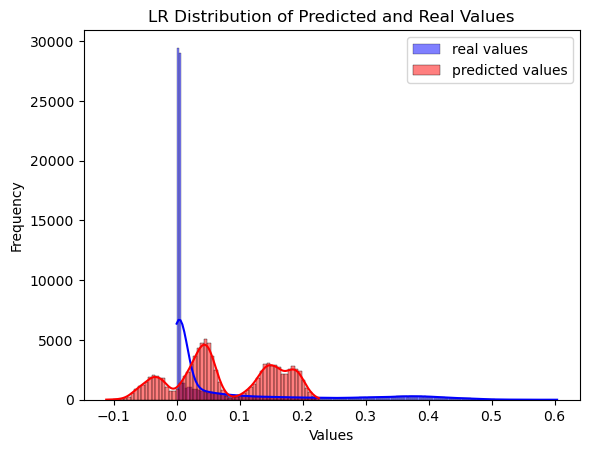 LR Distribution of Predicted and Real Values
real values
predicted values
Frequency
30000
25000
20000
15000
10000
5000
0
−0.1 0.0 0.1 0.2 0.3 0.4 0.5 0.6
Values